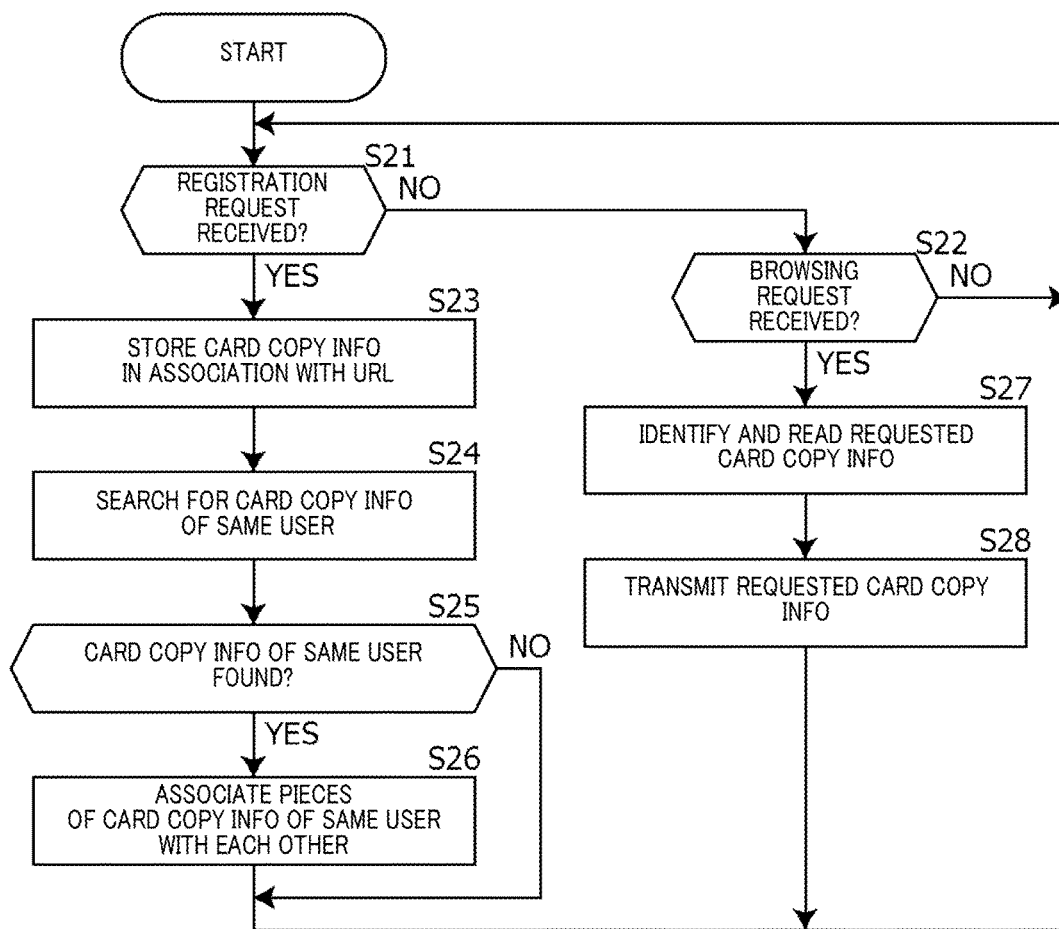 START
S21
REGISTRATION
REQUEST
RECEIVED?
NO
YES
S22
BROWSING
REQUEST
RECEIVED?
NO
YES
S23
STORE CARD COPY INFO
IN ASSOCIATION WITH URL
S24
SEARCH FOR CARD COPY INFO
OF SAME USER
S25
CARD COPY INFO OF SAME USER
FOUND?
NO
YES
S26
ASSOCIATE PIECES
OF CARD COPY INFO OF SAME USER
WITH EACH OTHER
S27
IDENTIFY AND READ REQUESTED
CARD COPY INFO
S28
TRANSMIT REQUESTED CARD COPY
INFO